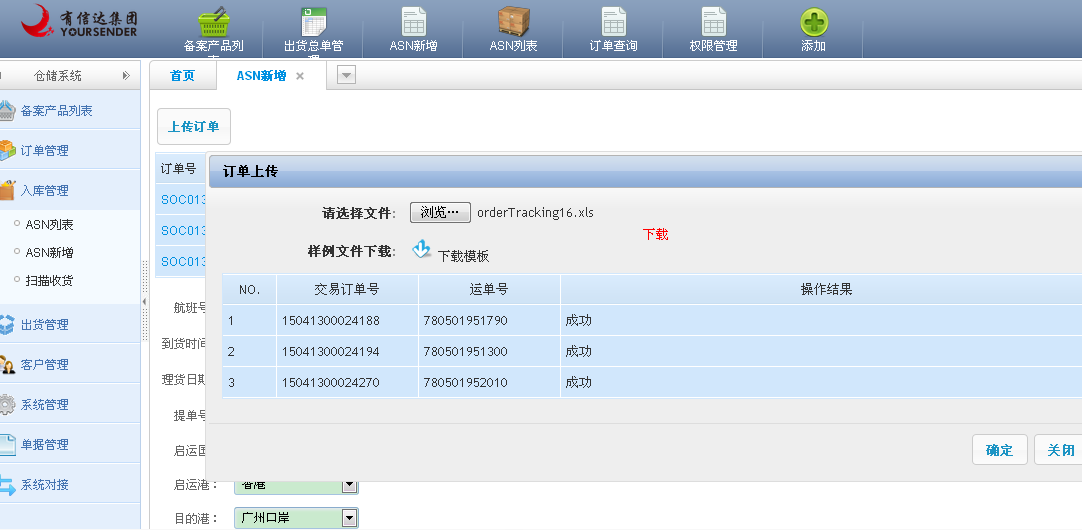 有信达集团
YOURSENDER
备案产品列
出货总单管
理
ASN新增
ASN列表
订单查询
权限管理
添加
仓储系统
首页
ASN新增
备案产品列表
订单管理
入库管理
ASN列表
ASN新增
扫描收货
出货管理
客户管理
系统管理
单据管理
系统对接
上传订单
订单号
SOC013
SOC013
SOC013
航班号
到货时间
理货日期
提单号
启运国
启运港：
香港
目的港：
广州口岸
订单上传
请选择文件:
浏览…
orderTracking16.xls
下载
样例文件下载:
下载模板
NO. 交易订单号 运单号 操作结果
1 15041300024188 780501951790 成功
2 15041300024194 780501951300 成功
3 15041300024270 780501952010 成功
确定
关闭